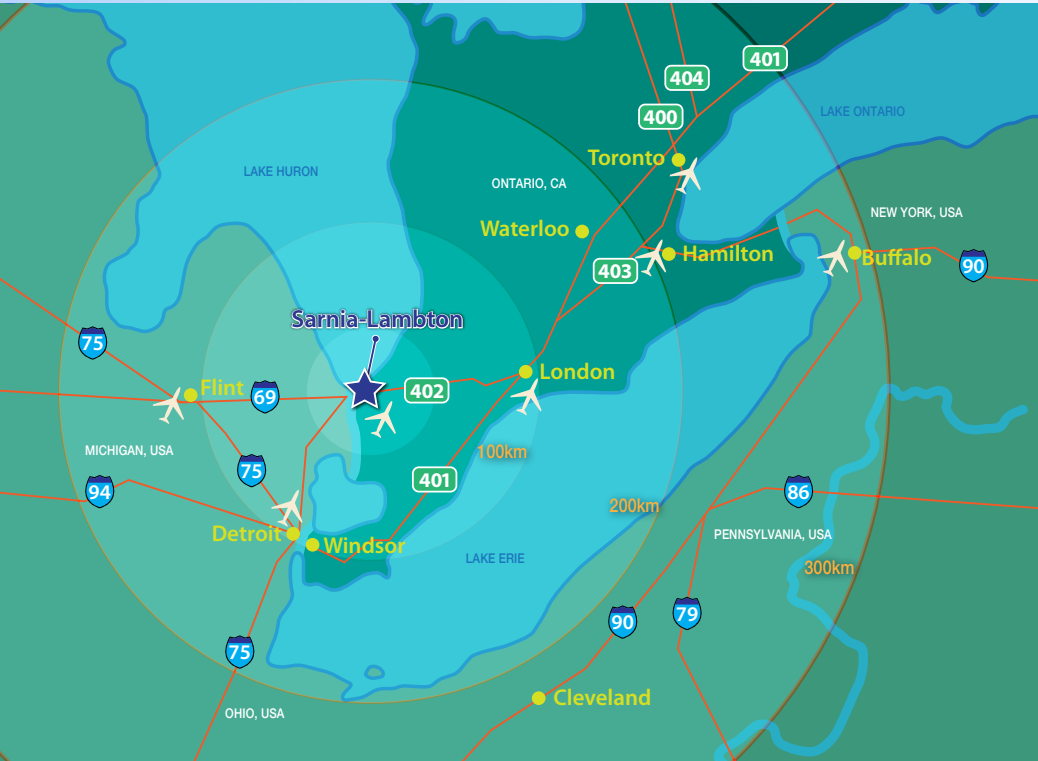 401
404
LAKE ONTARIO
400
Toronto
LAKE HURON
ONTARIO, CA
NEW YORK, USA
Waterloo
Hamilton
Buffalo
403
90
Sarnia-Lambton
75
London
Flint
69
402
MICHIGAN, USA
100km
75
401
94
86
200km
Detroit
PENNSYLVANIA, USA
Windsor
LAKE ERIE
300km
90
79
75
Cleveland
OHIO, USA